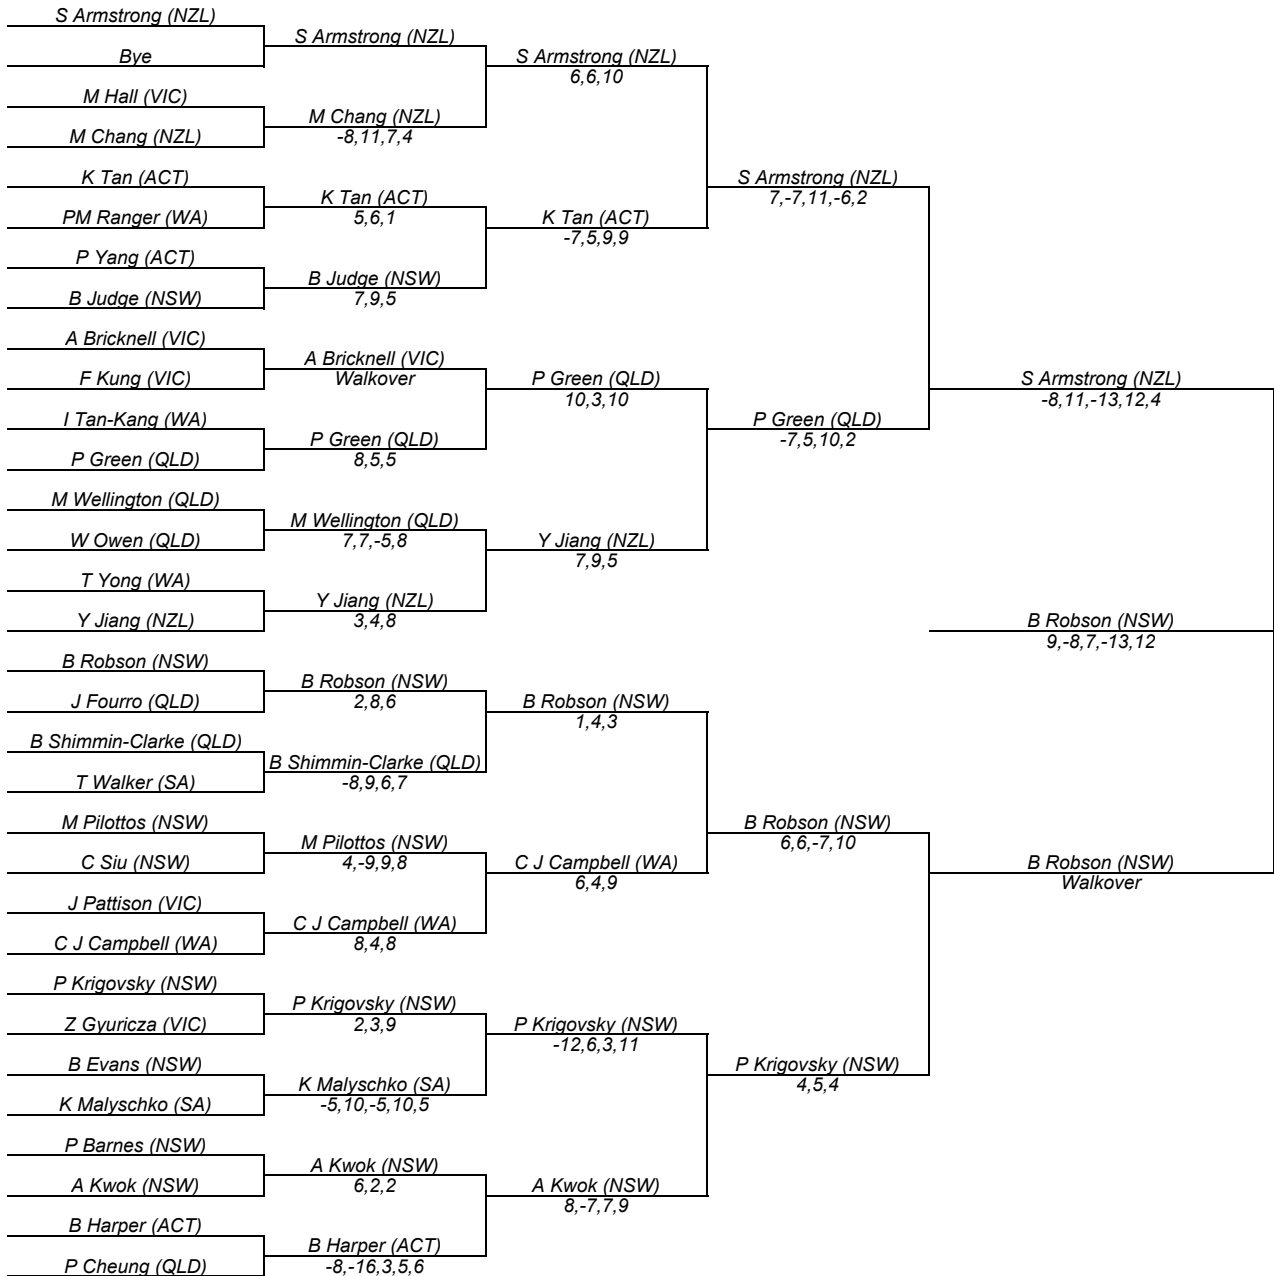 S Armstrong (NZL)
Bye
M Hall (VIC)
M Chang (NZL)
K Tan (ACT)
PM Ranger (WA)
P Yang (ACT)
B Judge (NSW)
A Bricknell (VIC)
F Kung (VIC)
I Tan-Kang (WA)
P Green (QLD)
M Wellington (QLD)
W Owen (QLD)
T Yong (WA)
Y Jiang (NZL)
B Robson (NSW)
J Fourro (QLD)
B Shimmin-Clarke (QLD)
T Walker (SA)
M Pilottos (NSW)
C Siu (NSW)
J Pattison (VIC)
C J Campbell (WA)
P Krigovsky (NSW)
Z Gyuricza (VIC)
B Evans (NSW)
K Malyschko (SA)
P Barnes (NSW)
A Kwok (NSW)
B Harper (ACT)
P Cheung (QLD)
S Armstrong (NZL)
M Chang (NZL)
-8,11,7,4
K Tan (ACT)
5,6,1
B Judge (NSW)
7,9,5
A Bricknell (VIC)
Walkover
P Green (QLD)
8,5,5
M Wellington (QLD)
7,7,-5,8
Y Jiang (NZL)
3,4,8
B Robson (NSW)
2,8,6
B Shimmin-Clarke (QLD)
-8,9,6,7
M Pilottos (NSW)
4,-9,9,8
C J Campbell (WA)
8,4,8
P Krigovsky (NSW)
2,3,9
K Malyschko (SA)
-5,10,-5,10,5
A Kwok (NSW)
6,2,2
B Harper (ACT)
-8,-16,3,5,6
S Armstrong (NZL)
6,6,10
K Tan (ACT)
-7,5,9,9
P Green (QLD)
10,3,10
Y Jiang (NZL)
7,9,5
B Robson (NSW)
1,4,3
C J Campbell (WA)
6,4,9
P Krigovsky (NSW)
-12,6,3,11
A Kwok (NSW)
8,-7,7,9
S Armstrong (NZL)
7,-7,11,-6,2
P Green (QLD)
-7,5,10,2
B Robson (NSW)
6,6,-7,10
P Krigovsky (NSW)
4,5,4
S Armstrong (NZL)
-8,11,-13,12,4
B Robson (NSW)
9,-8,7,-13,12
B Robson (NSW)
Walkover